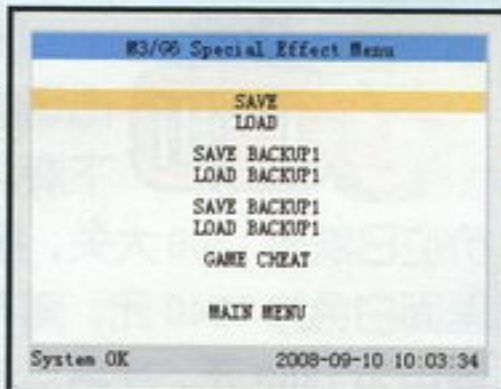 M3/G6 Special Effect Menu
SAVE
LOAD
SAVE BACKUP1
LOAD BACKUP1
SAVE BACKUP1
LOAD BACKUP1
GAME CHEAT
MAIN MENU
System OK 2008-09-10 10:03:34